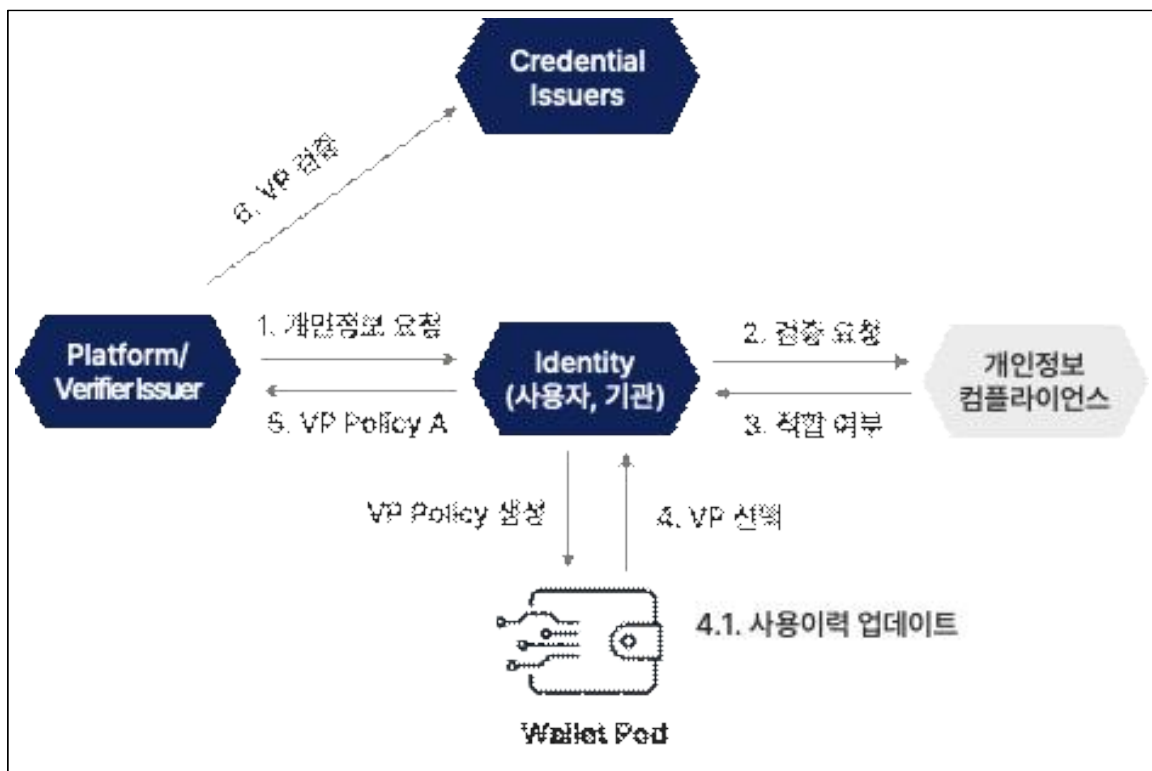 Credential
Issuers
6. VP 검증
Platform/
Verifier Issuer
1. 개인정보 요청
5. VP Policy A
Identity
(사용자, 기관)
2. 검증 요청
3. 적합 여부
개인정보
컴플라이언스
VP Policy 생성
4. VP 선택
4.1. 사용이력 업데이트
Wallet Pod